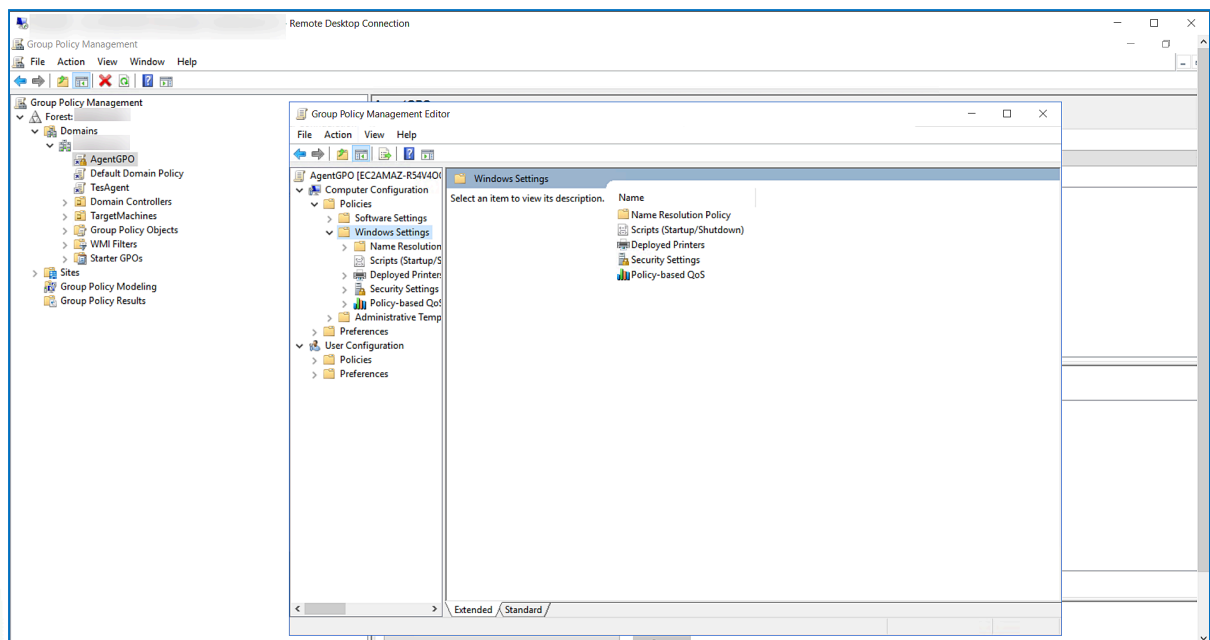 Remote Desktop Connection
Group Policy Management
File Action View Window Help
Group Policy Management
Forest:
Domains
AgentGPO
Default Domain Policy
TesAgent
Domain Controllers
TargetMachines
Group Policy Objects
WMI Filters
Starter GPOs
Sites
Group Policy Modeling
Group Policy Results
Group Policy Management Editor
File Action View Help
AgentGPO [EC2AMAZ-R54V4O
Computer Configuration
Policies
Software Settings
Windows Settings
Name Resolution
Scripts (Startup/S
Deployed Printer
Security Settings
Policy-based Qo
Administrative Temp
Preferences
User Configuration
Policies
Preferences
Windows Settings
Select an item to view its description.
Name
Name Resolution Policy
Scripts (Startup/Shutdown)
Deployed Printers
Security Settings
Policy-based QoS
Extended Standard